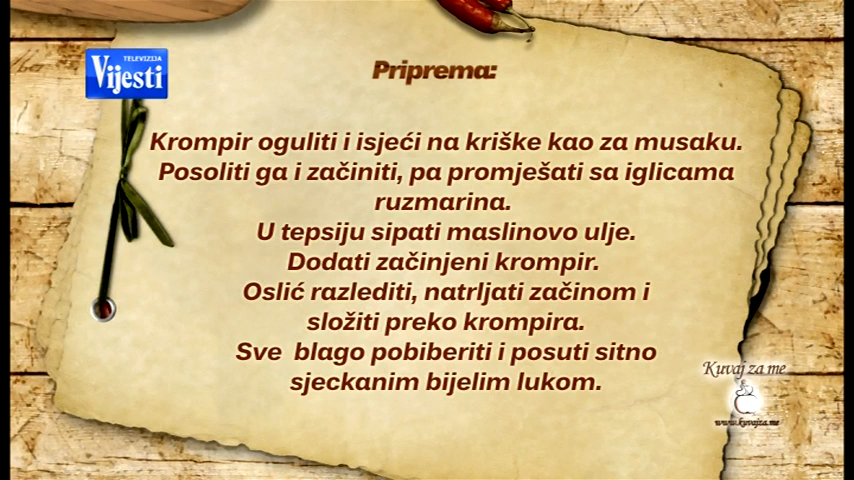 TELEVIZIJA
Vijesti
Priprema:
Krompir oguliti i isjeći na kriške kao za musaku.
Posoliti ga i začiniti, pa promješati sa iglicama
ruzmarina.
U tepsiju sipati maslinovo ulje.
Dodati začinjeni krompir.
Oslić razlediti, natrljati začinom i
složiti preko krompira.
Sve  blago pobiberiti i posuti sitno
sjeckanim bijelim lukom.
Kuvaj za me
www.kuvajza.me